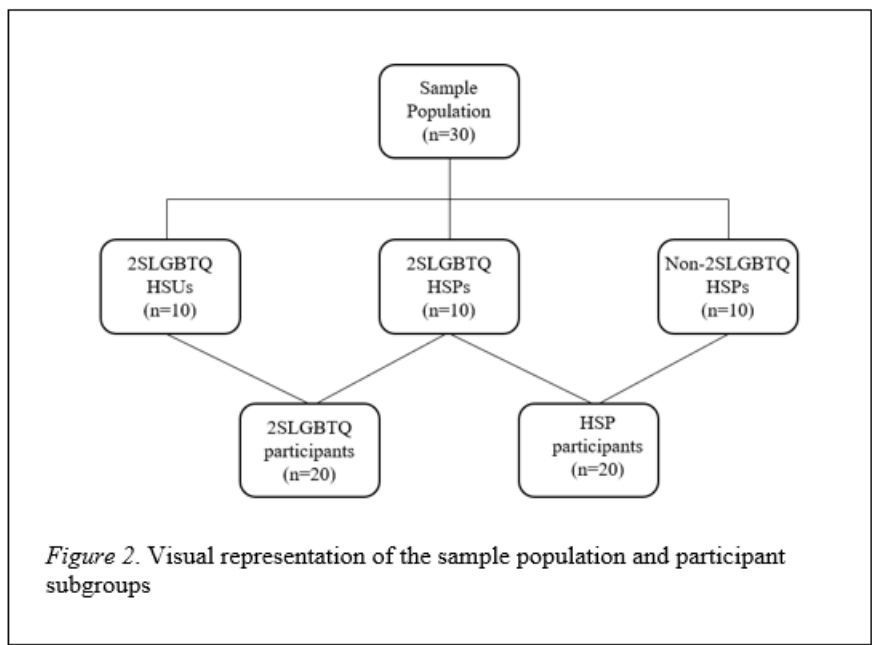 Sample
Population
(n=30)
2SLGBTQ
HSUs
(n=10)
2SLGBTQ
HSPs
(n=10)
Non-2SLGBTQ
HSPs
(n=10)
2SLGBTQ
participants
(n=20)
HSP
participants
(n=20)
Figure 2. Visual representation of the sample population and participant
subgroups